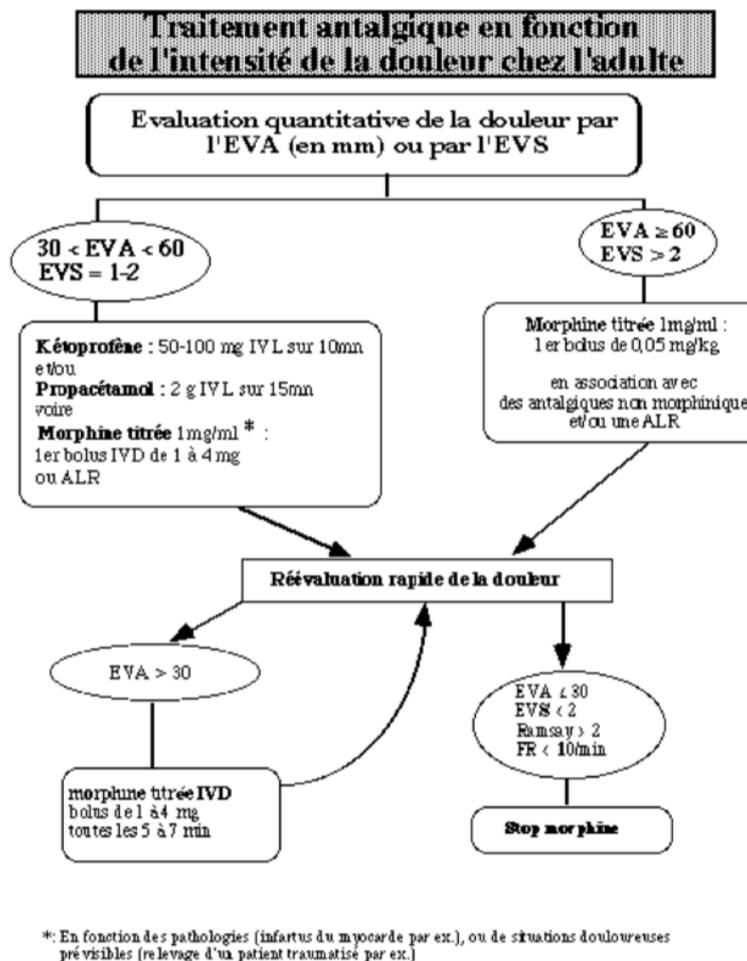 Traitement antalgique en fonction
de l'intensité de la douleur chez l'adulte
Evaluation quantitative de la douleur par
l'EVA (en mm) ou par l'EVS
30 < EVA < 60
EVS = 1-2
EVA ≥ 60
EVS > 2
Kétoprofène : 50-100 mg IVL sur 10mn
et/ou
Propacétamol : 2 g IVL sur 15mn
voire
Morphine titrée 1mg/ml * :
1er bolus IVD de 1 à 4 mg
ou ALR
Morphine titrée 1mg/ml :
1er bolus de 0,05 mg/kg
en association avec
des antalgiques non morphinique
et/ou une ALR
Réévaluation rapide de la douleur
EVA > 30
EVA ≤ 30
EVS < 2
Ramsay > 2
FR < 10/min
morphune titrée IVD
bolus de 1 à 4 mg
toutes les 5 à 7 min
Stop morphine
*: En fonction des pathologies (infartus du myocarde par ex.), ou de situations douloureuses
prévisibles (relevage d'un patient traumatisé par ex.)